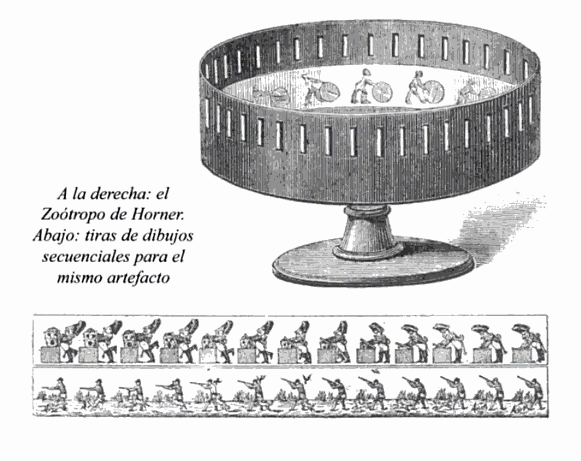 A la derecha: el
Zoótropo de Horner.
Abajo: tiras de dibujos
secuenciales para el
mismo artefacto